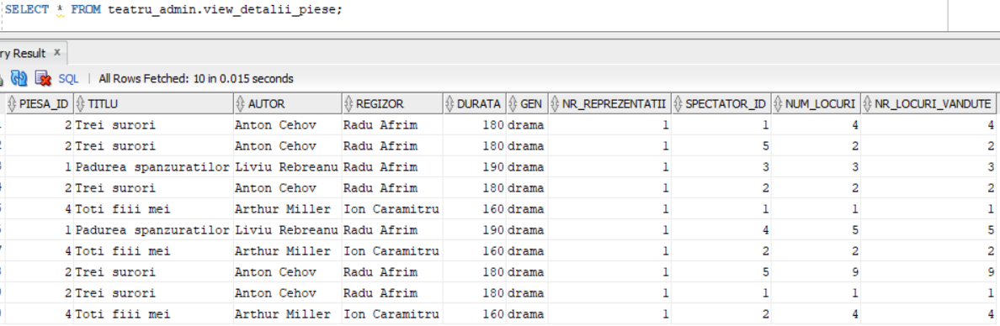 SELECT * FROM teatru_admin.view_detalii_piese;
ry Result x
SQL | All Rows Fetched: 10 in 0.015 seconds
PIESA_ID TITLU AUTOR REGIZOR DURATA GEN NR_REPREZENTATII SPECTATOR_ID NUM_LOCURI NR_LOCURI_VANDUTE
2 Trei surori Anton Cehov Radu Afrim 180 drama 1 1 4 4
2 Trei surori Anton Cehov Radu Afrim 180 drama 1 5 2 2
1 Padurea spanzuratilor Liviu Rebreanu Radu Afrim 190 drama 1 3 3 3
2 Trei surori Anton Cehov Radu Afrim 180 drama 1 2 2 2
4 Toti fiii mei Arthur Miller Ion Caramitru 160 drama 1 1 1 1
1 Padurea spanzuratilor Liviu Rebreanu Radu Afrim 190 drama 1 4 5 5
4 Toti fiii mei Arthur Miller Ion Caramitru 160 drama 1 2 2 2
2 Trei surori Anton Cehov Radu Afrim 180 drama 1 5 9 9
2 Trei surori Anton Cehov Radu Afrim 180 drama 1 1 1 1
4 Toti fiii mei Arthur Miller Ion Caramitru 160 drama 1 2 4 4